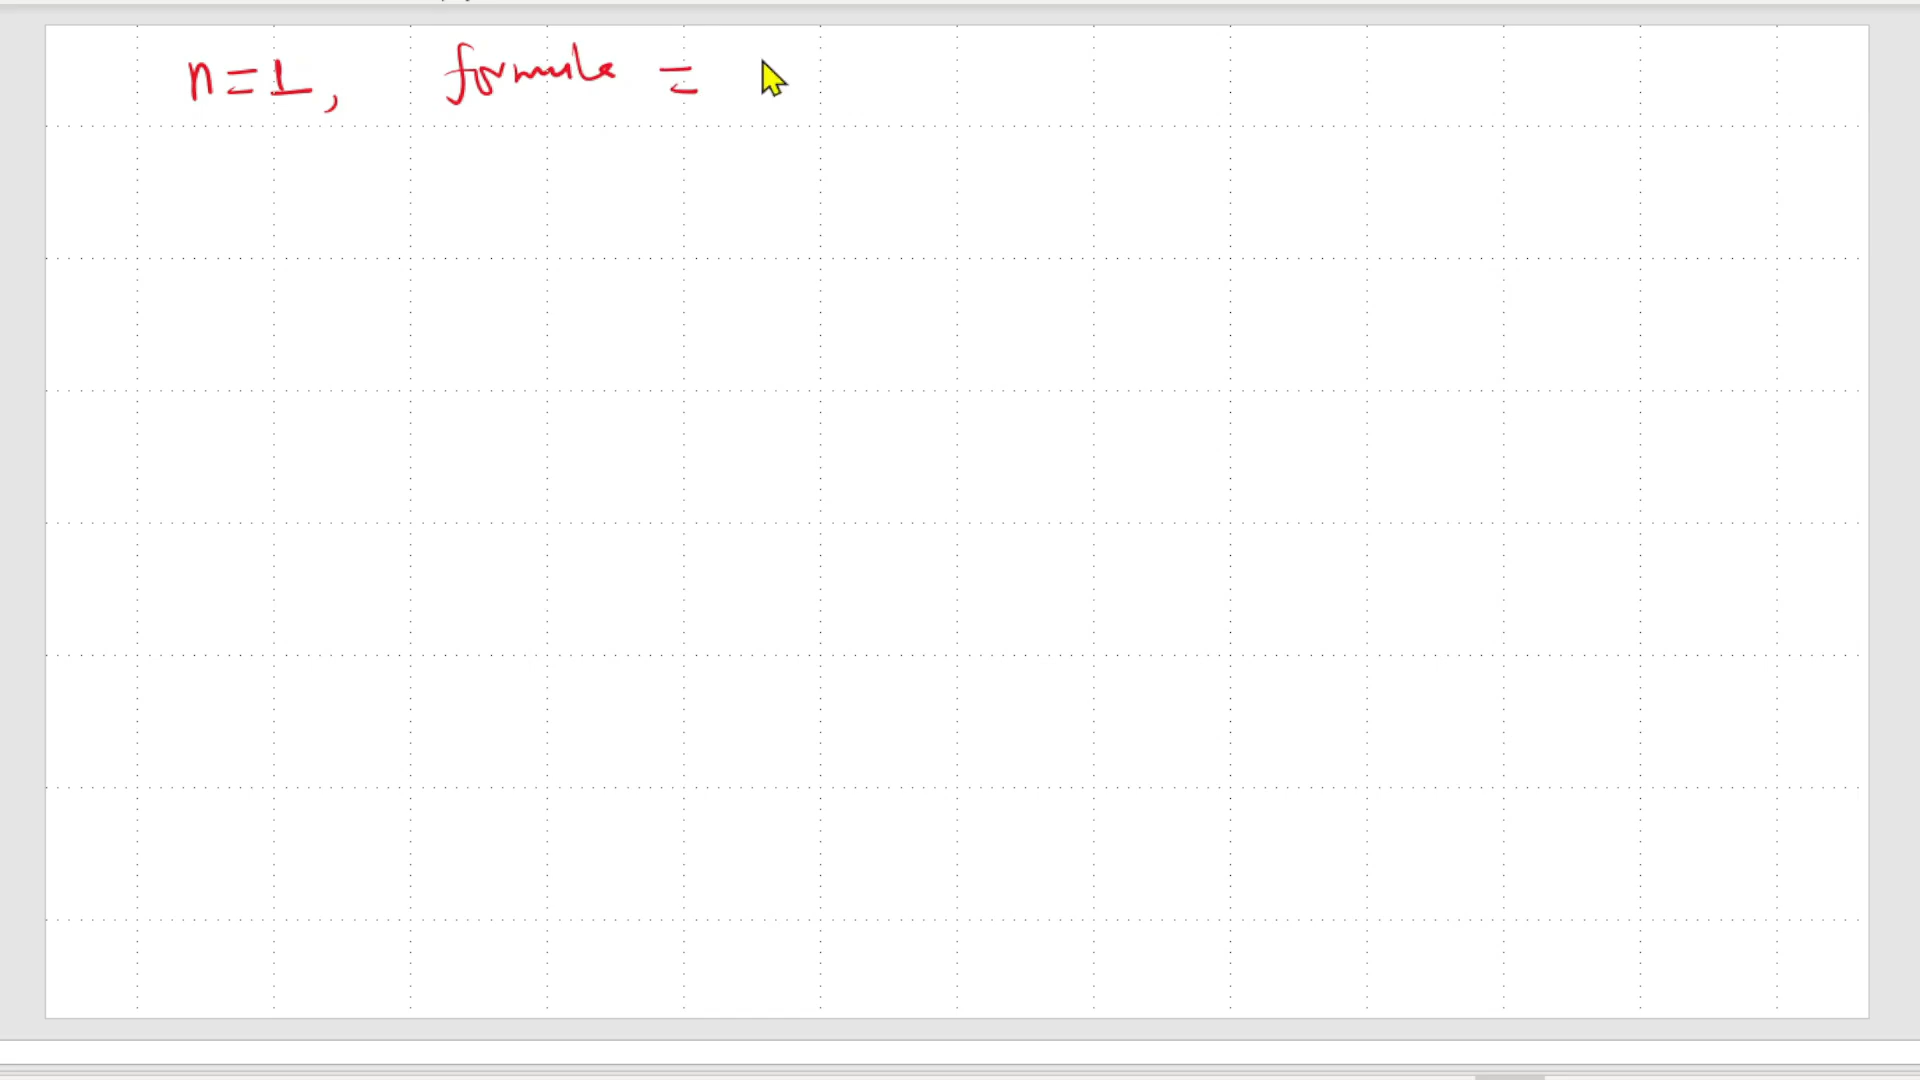 n=1, formula =